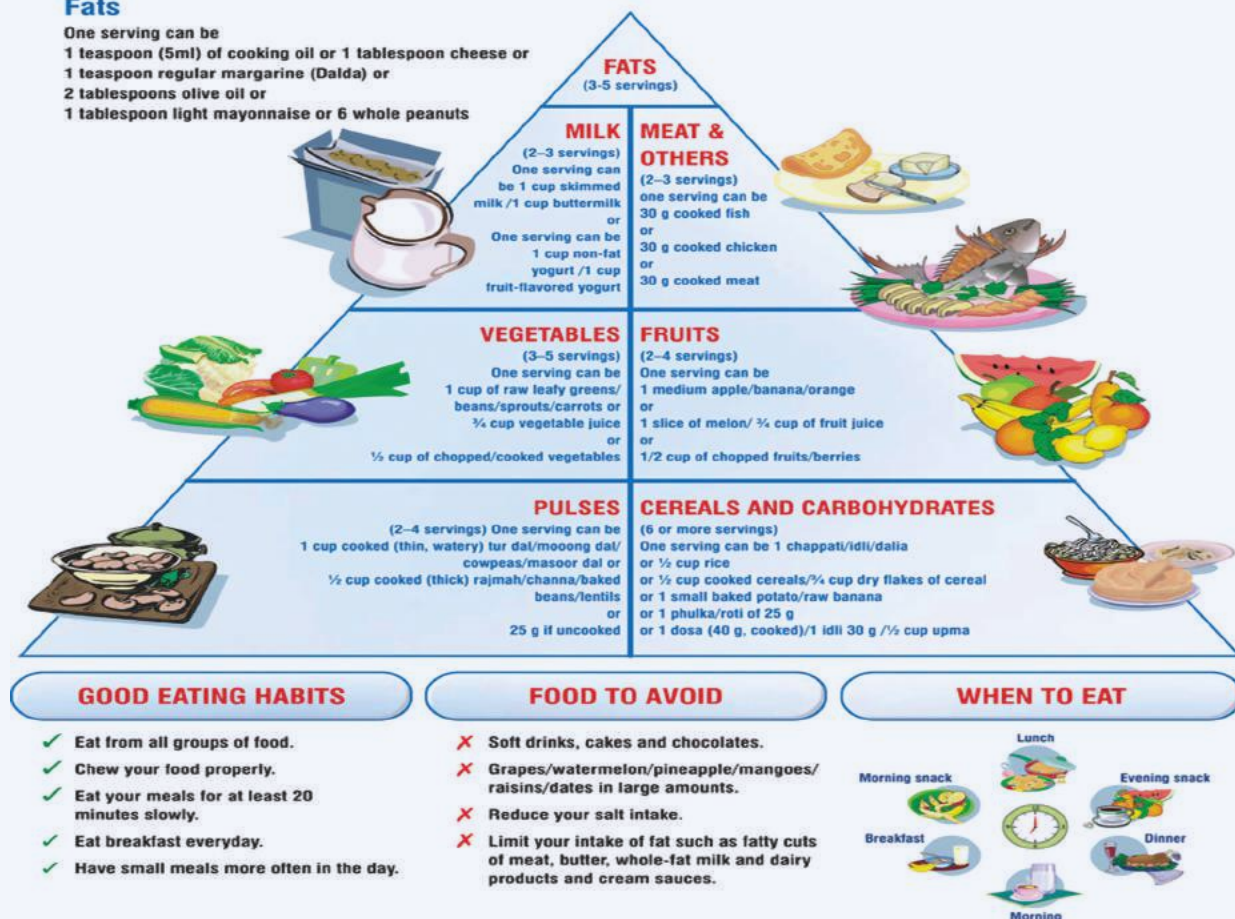 Fats
One serving can be
1 teaspoon (5ml) of cooking oil or 1 tablespoon cheese or
1 teaspoon regular margarine (Dalda) or
2 tablespoons olive oil or
1 tablespoon light mayonnaise or 6 whole peanuts
FATS
(3-5 servings)
MILK
(2–3 servings)
One serving can
be 1 cup skimmed
milk /1 cup buttermilk
or
One serving can be
1 cup non-fat
yogurt /1 cup
fruit-flavored yogurt
MEAT &
OTHERS
(2–3 servings)
one serving can be
30 g cooked fish
or
30 g cooked chicken
or
30 g cooked meat
VEGETABLES
(3–5 servings)
One serving can be
1 cup of raw leafy greens/
beans/sprouts/carrots or
¾ cup vegetable juice
or
½ cup of chopped/cooked vegetables
FRUITS
(2–4 servings)
One serving can be
1 medium apple/banana/orange
or
1 slice of melon/ ¾ cup of fruit juice
or
1/2 cup of chopped fruits/berries
PULSES
(2–4 servings) One serving can be
1 cup cooked (thin, watery) tur dal/mooong dal/
cowpeas/masoor dal or
½ cup cooked (thick) rajmah/channa/baked
beans/lentils
or
25 g if uncooked
CEREALS AND CARBOHYDRATES
(6 or more servings)
One serving can be 1 chappati/idli/dalia
or ½ cup rice
or ½ cup cooked cereals/¾ cup dry flakes of cereal
or 1 small baked potato/raw banana
or 1 phulka/roti of 25 g
or 1 dosa (40 g, cooked)/1 idli 30 g /½ cup upma
GOOD EATING HABITS
✓ Eat from all groups of food.
✓ Chew your food properly.
✓ Eat your meals for at least 20
minutes slowly.
✓ Eat breakfast everyday.
✓ Have small meals more often in the day.
FOOD TO AVOID
✗ Soft drinks, cakes and chocolates.
✗ Grapes/watermelon/pineapple/mangoes/
raisins/dates in large amounts.
✗ Reduce your salt intake.
✗ Limit your intake of fat such as fatty cuts
of meat, butter, whole-fat milk and dairy
products and cream sauces.
WHEN TO EAT
Lunch
Morning snack
Evening snack
Breakfast
Dinner
Morning